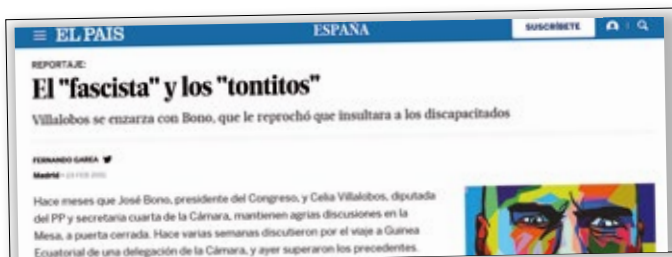 EL PAIS
ESPAÑA
SUSCRÍBETE
REPORTAJE:
El "fascista" y los "tontitos"
Villalobos se enzarza con Bono, que le reprochó que insultara a los discapacitados
FERNANDO GAREA
Madrid - FEB
Hace meses que José Bono, presidente del Congreso, y Celia Villalobos, diputada
del PP y secretaria cuarta de la Cámara, mantienen agrias discusiones en la
Mesa, a puerta cerrada. Hace varias semanas discutieron por el viaje a Guinea
Ecuatorial de una delegación de la Cámara, y ayer superaron los precedentes.